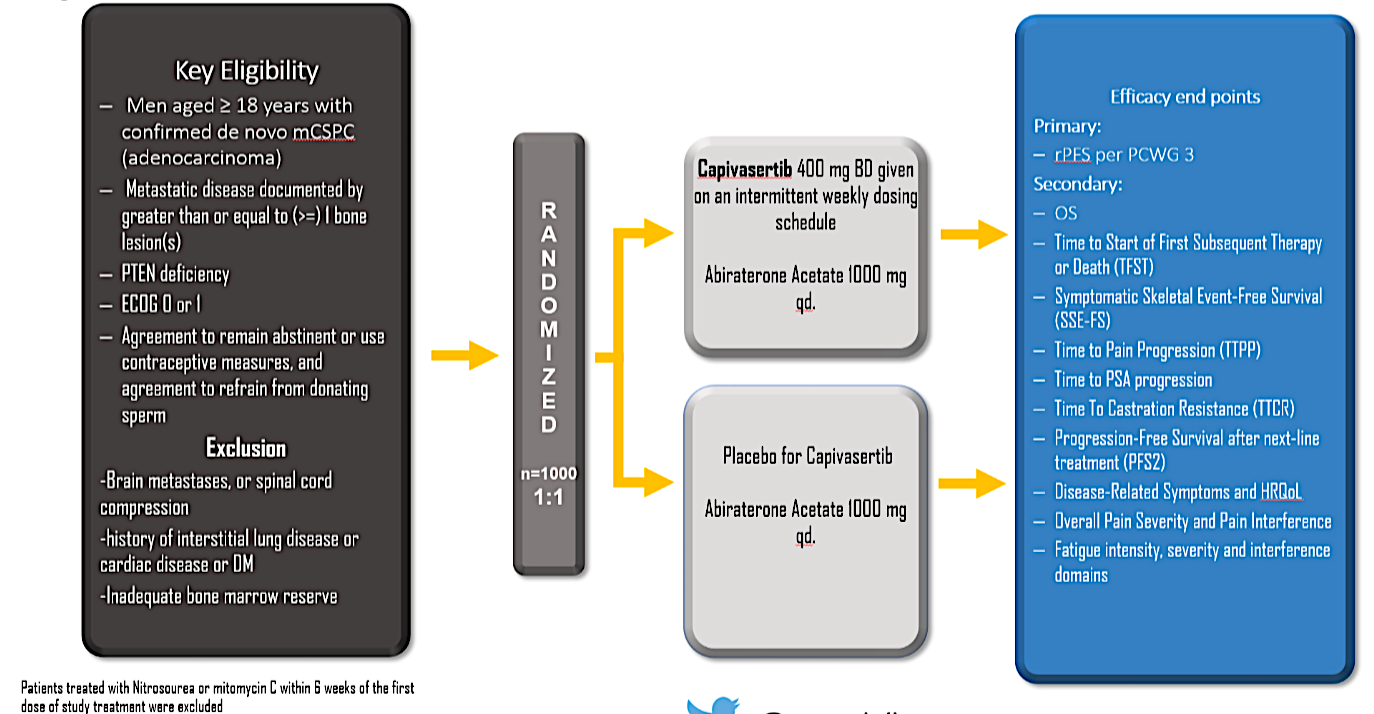 Key Eligibility
– Men aged ≥ 18 years with
confirmed de novo mCSPC
(adenocarcinoma)
– Metastatic disease documented by
greater than or equal to (>=) 1 bone
lesion(s)
– PTEN deficiency
– ECOG 0 or 1
– Agreement to remain abstinent or use
contraceptive measures, and
agreement to refrain from donating
sperm
Exclusion
-Brain metastases, or spinal cord
compression
-history of interstitial lung disease or
cardiac disease or DM
-Inadequate bone marrow reserve
Patients treated with Nitrosourea or mitomycin C within 6 weeks of the first
dose of study treatment were excluded
RANDOMIZED
n=1000
1:1
Capivasertib 400 mg BD given
on an intermittent weekly dosing
schedule
Abiraterone Acetate 1000 mg
qd.
Placebo for Capivasertib
Abiraterone Acetate 1000 mg
qd.
Efficacy end points
Primary:
– rPFS per PCWG 3
Secondary:
– OS
– Time to Start of First Subsequent Therapy
or Death (TFST)
– Symptomatic Skeletal Event-Free Survival
(SSE-FS)
– Time to Pain Progression (TTPP)
– Time to PSA progression
– Time To Castration Resistance (TTCR)
– Progression-Free Survival after next-line
treatment (PFS2)
– Disease-Related Symptoms and HRQoL
– Overall Pain Severity and Pain Interference
– Fatigue intensity, severity and interference
domains